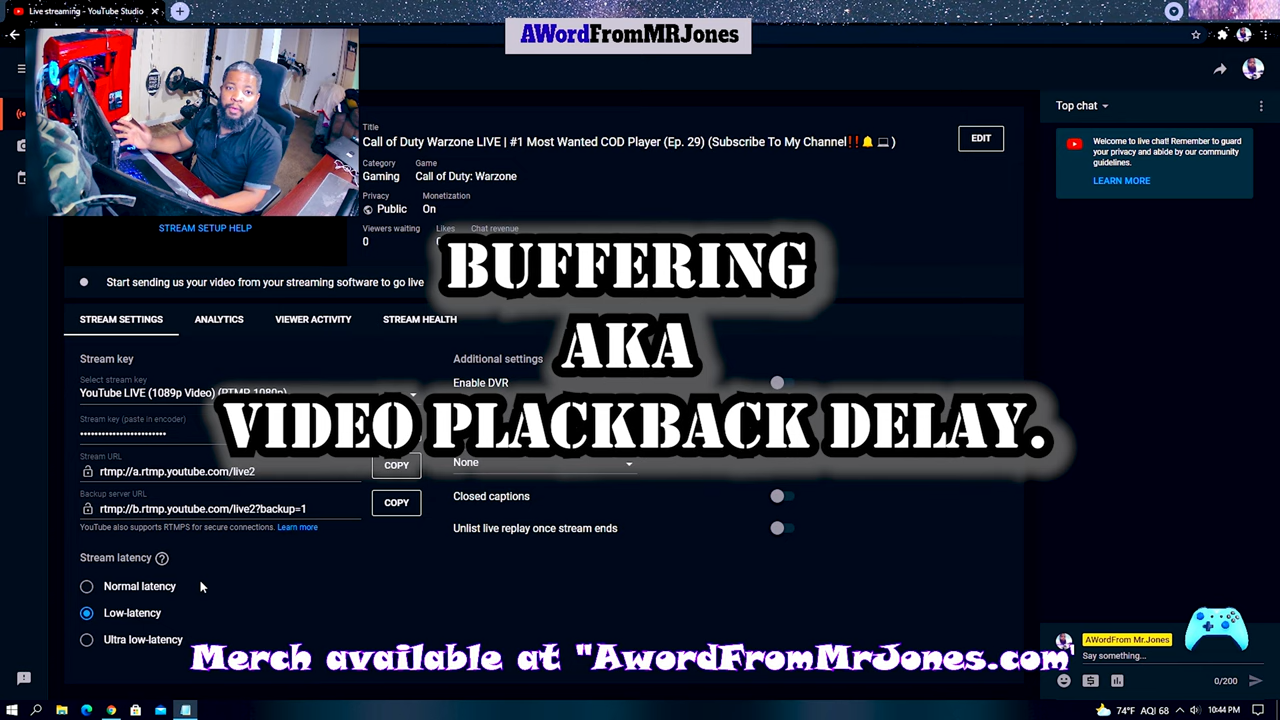 Live streaming - YouTube Studio
AWordFromMRJones
Title
Call of Duty Warzone LIVE | #1 Most Wanted COD Player (Ep. 29) (Subscribe To My Channel‼️🔔 💻 )
EDIT
Category Game
Gaming Call of Duty: Warzone
Privacy Monetization
Public On
Viewers waiting Likes Chat revenue
0
STREAM SETUP HELP
Start sending us your video from your streaming software to go live
BUFFERING
AKA
VIDEO PLACKBACK DELAY.
STREAM SETTINGS ANALYTICS VIEWER ACTIVITY STREAM HEALTH
Stream key
Select stream key
YouTube LIVE (1089p Video) (RTMP, 1080p)
Stream key (paste in encoder)
••••••••••••••••••••••••
Stream URL
rtmp://a.rtmp.youtube.com/live2
COPY
Backup server URL
rtmp://b.rtmp.youtube.com/live2?backup=1
COPY
YouTube also supports RTMPS for secure connections. Learn more
Stream latency
Normal latency
Low-latency
Ultra low-latency
Additional settings
Enable DVR
None
Closed captions
Unlist live replay once stream ends
Top chat
Welcome to live chat! Remember to guard
your privacy and abide by our community
guidelines.
LEARN MORE
AWordFrom Mr.Jones
Say something...
0/200
Merch available at "AwordFromMrJones.com"
74°F AQI 68
10:44 PM